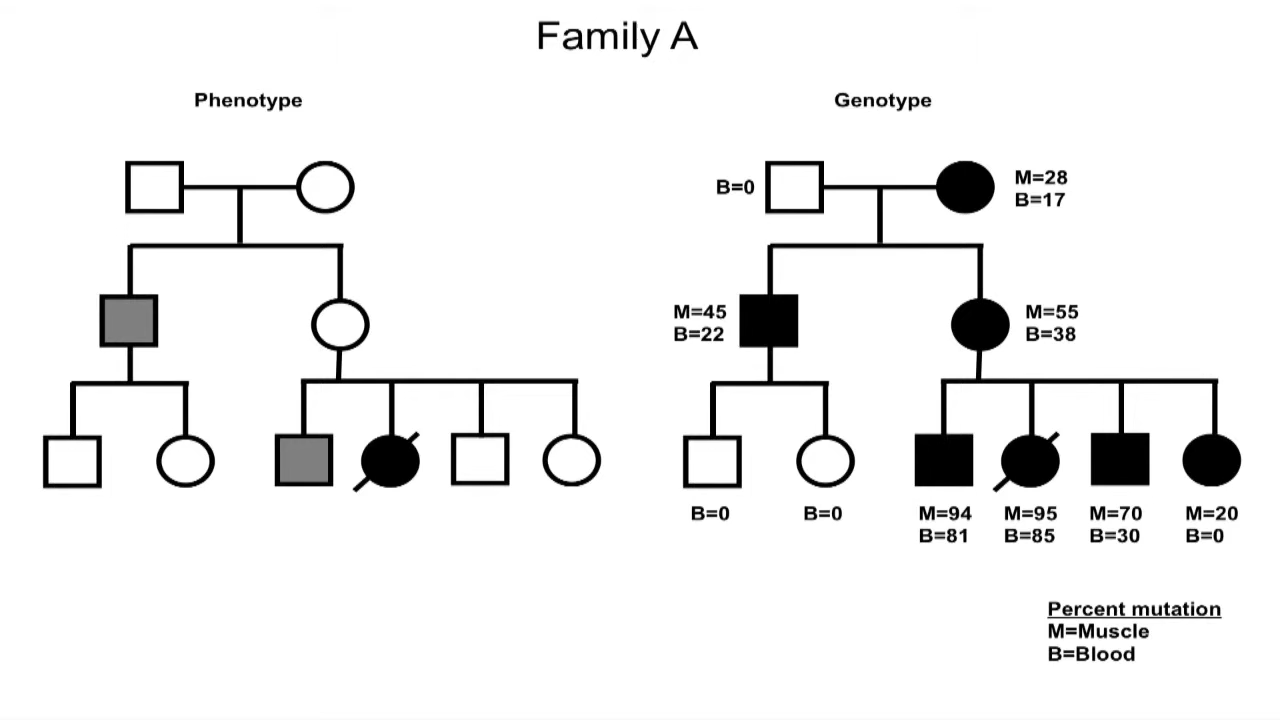 Family A
Phenotype
Genotype
B=0
M=28
B=17
M=45
B=22
M=55
B=38
B=0
B=0
M=94
B=81
M=95
B=85
M=70
B=30
M=20
B=0
Percent mutation
M=Muscle
B=Blood